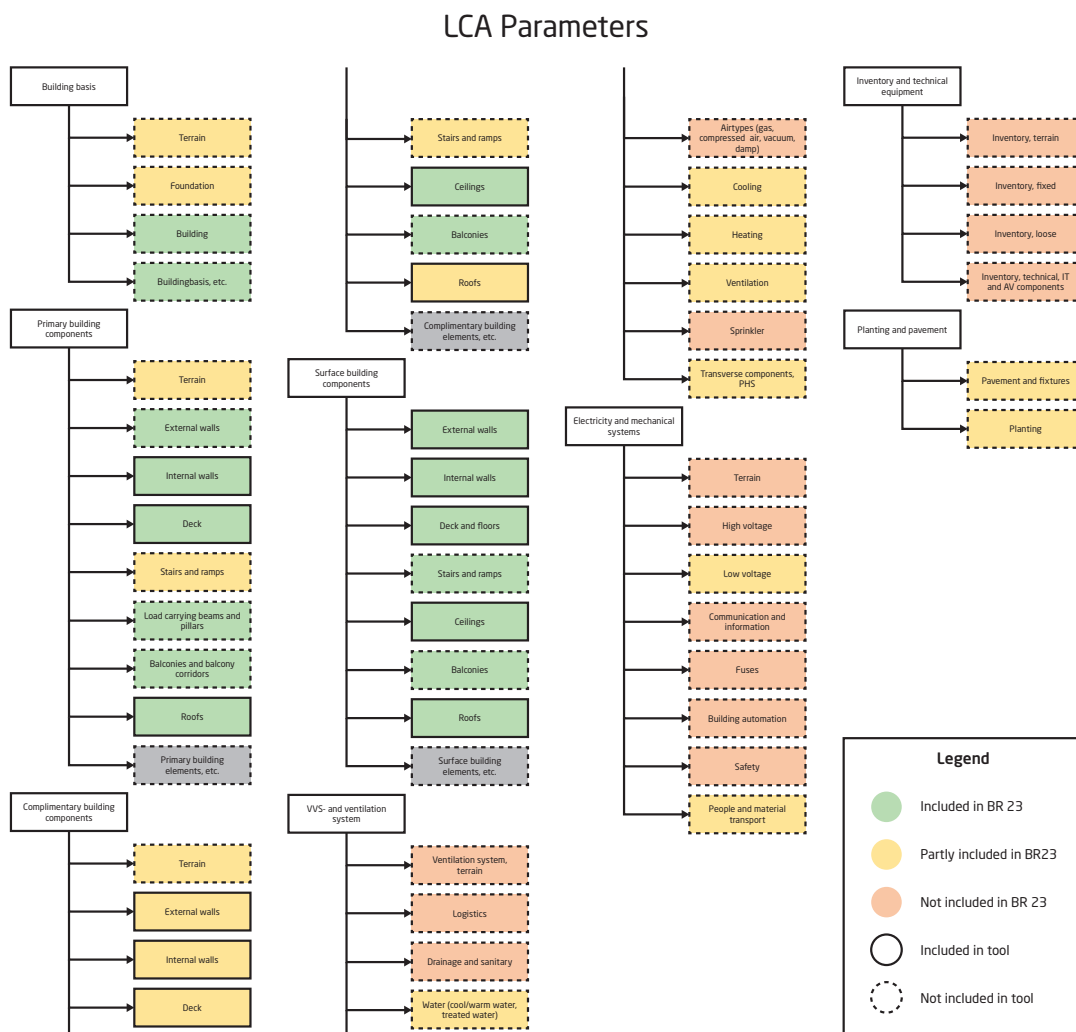 LCA Parameters
Building basis
Terrain
Foundation
Building
Buildingbasis, etc.
Primary building
components
Terrain
External walls
Internal walls
Deck
Stairs and ramps
Load carrying beams and
pillars
Balconies and balcony
corridors
Roofs
Primary building
elements, etc.
Complimentary building
components
Terrain
External walls
Internal walls
Deck
Stairs and ramps
Ceilings
Balconies
Roofs
Complimentary building
elements, etc.
Surface building
components
External walls
Internal walls
Deck and floors
Stairs and ramps
Ceilings
Balconies
Roofs
Surface building
elements, etc.
VVS- and ventilation
system
Ventilation system,
terrain
Logistics
Drainage and sanitary
Water (cool/warm water,
treated water)
Airtypes (gas,
compressed air, vacuum,
damp)
Cooling
Heating
Ventilation
Sprinkler
Transverse components,
PHS
Electricity and mechanical
systems
Terrain
High voltage
Low voltage
Communication and
information
Fuses
Building automation
Safety
People and material
transport
Inventory and technical
equipment
Inventory, terrain
Inventory, fixed
Inventory, loose
Inventory, technical, IT
and AV components
Planting and pavement
Pavement and fixtures
Planting
Legend
Included in BR 23
Partly included in BR23
Not included in BR 23
Included in tool
Not included in tool